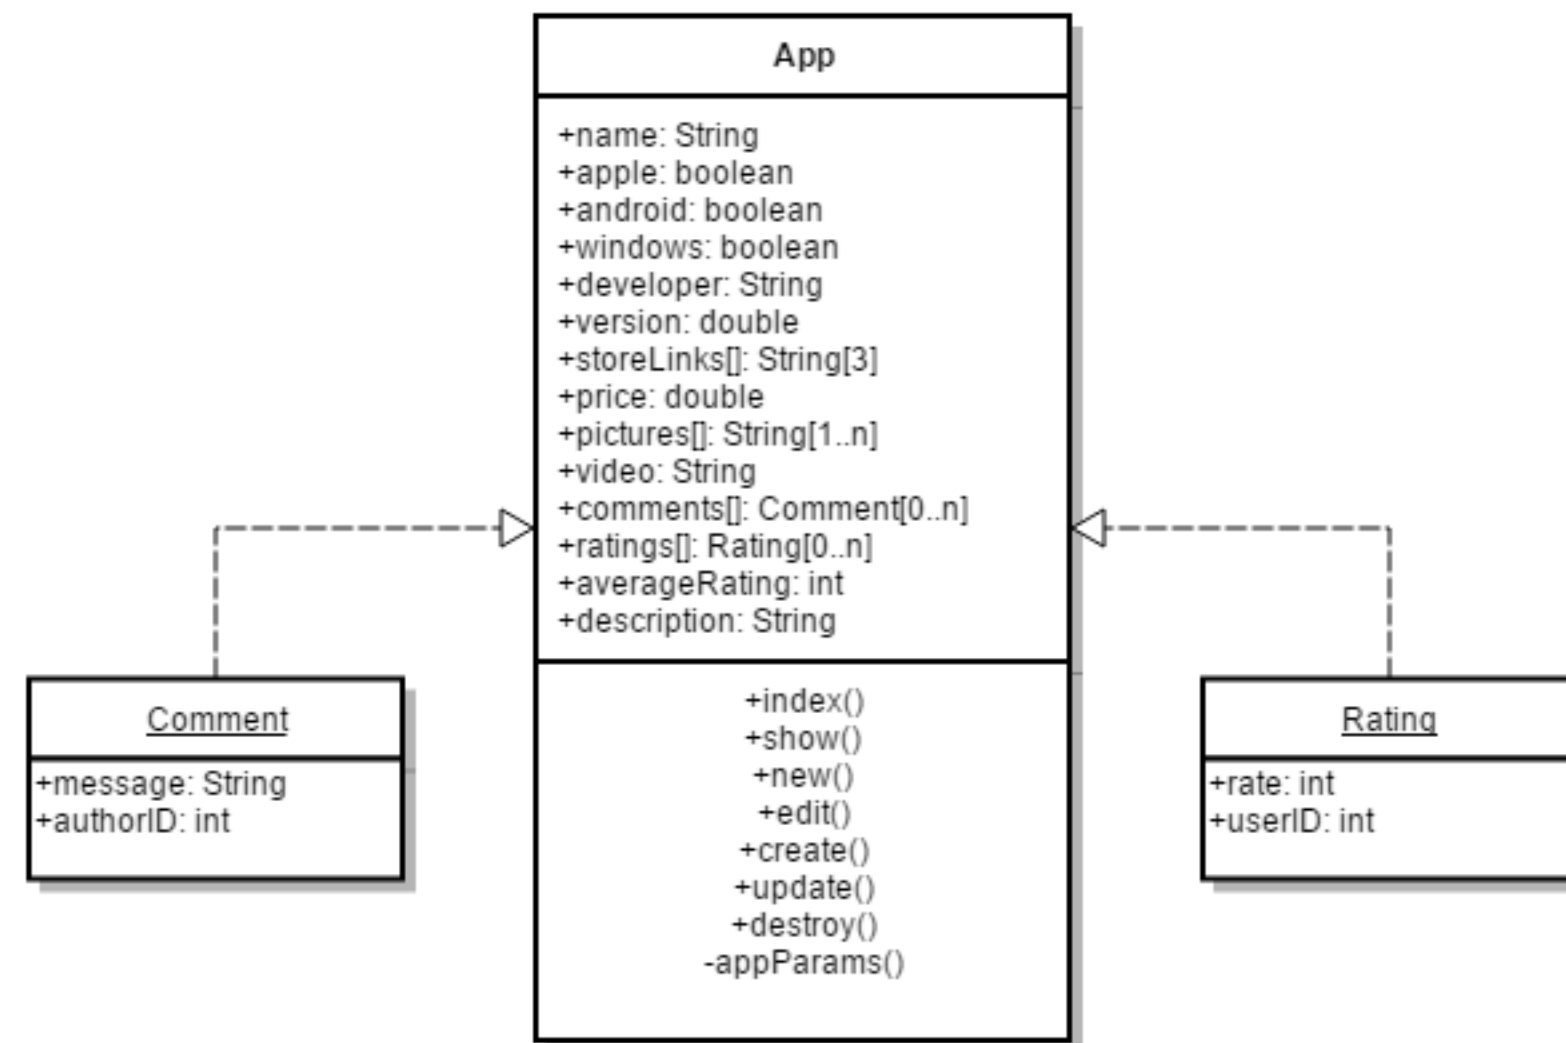 App
+name: String
+apple: boolean
+android: boolean
+windows: boolean
+developer: String
+version: double
+storeLinks[]: String[3]
+price: double
+pictures[]: String[1..n]
+video: String
+comments[]: Comment[0..n]
+ratings[]: Rating[0..n]
+averageRating: int
+description: String
+index()
+show()
+new()
+edit()
+create()
+update()
+destroy()
-appParams()
Comment
+message: String
+authorID: int
Rating
+rate: int
+userID: int